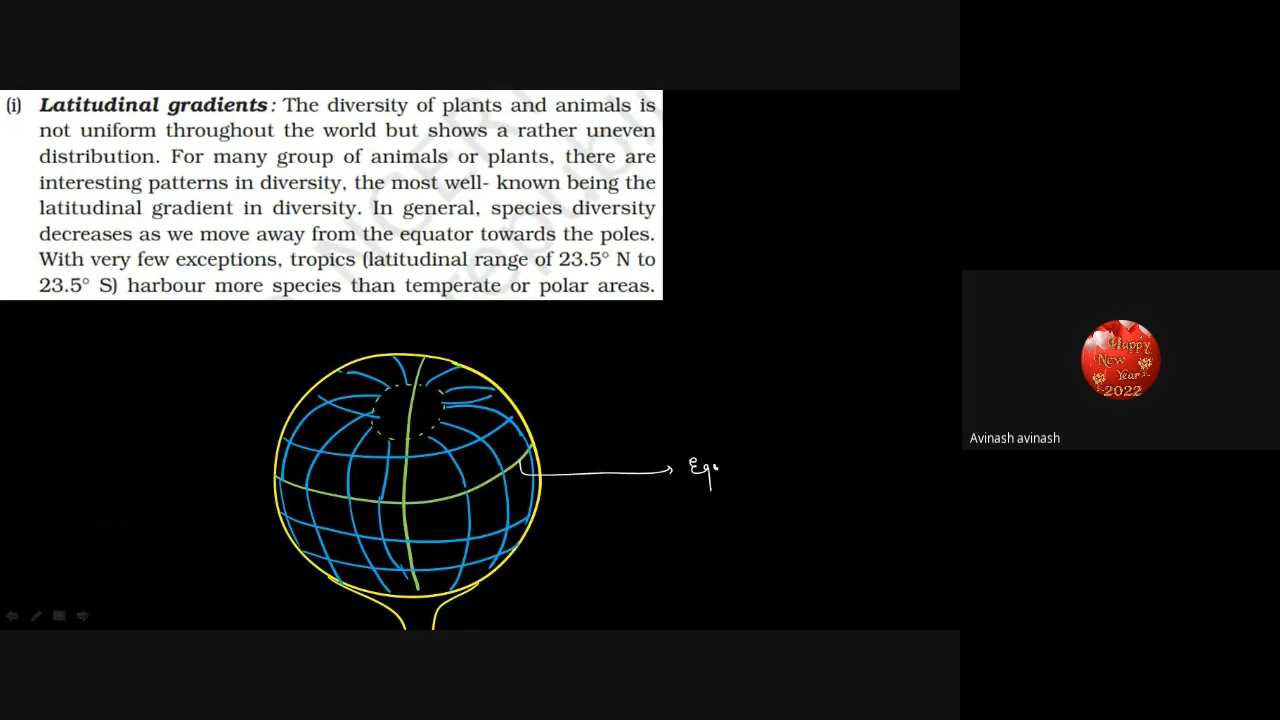 (i) Latitudinal gradients: The diversity of plants and animals is
not uniform throughout the world but shows a rather uneven
distribution. For many group of animals or plants, there are
interesting patterns in diversity, the most well- known being the
latitudinal gradient in diversity. In general, species diversity
decreases as we move away from the equator towards the poles.
With very few exceptions, tropics (latitudinal range of 23.5° N to
23.5° S) harbour more species than temperate or polar areas.
Equ
Happy
New
Year
2022
Avinash avinash